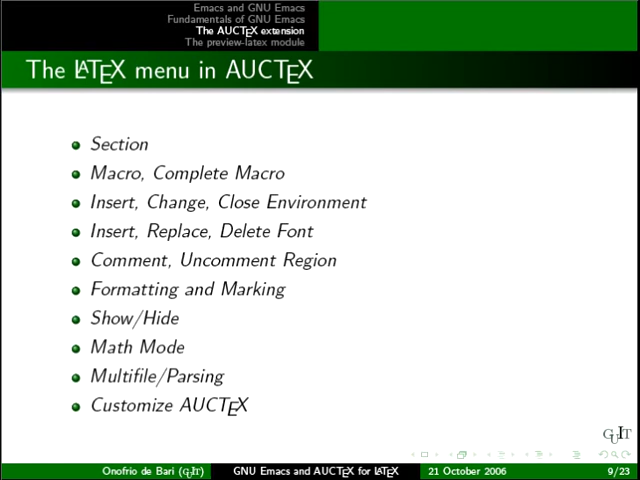 Emacs and GNU Emacs
Fundamentals of GNU Emacs
The AUCTEX extension
The preview-latex module
The LATEX menu in AUCTEX
Section
Macro, Complete Macro
Insert, Change, Close Environment
Insert, Replace, Delete Font
Comment, Uncomment Region
Formatting and Marking
Show/Hide
Math Mode
Multifile/Parsing
Customize AUCTEX
GUIT
Onofrio de Bari (GUIT) GNU Emacs and AUCTEX for LATEX 21 October 2006 9/23